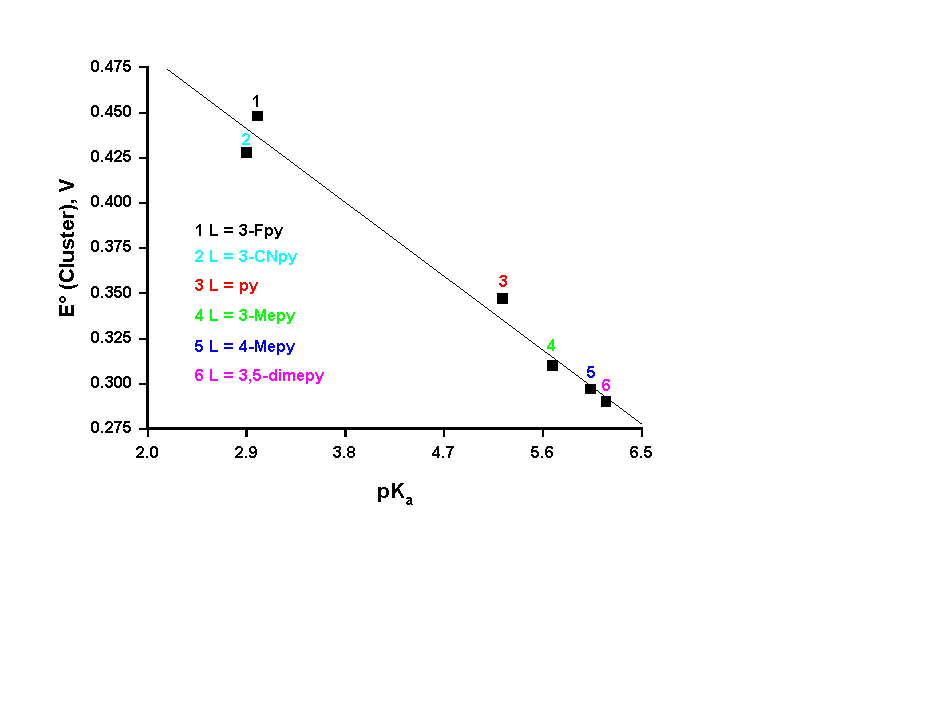 0.475
0.450
0.425
0.400
0.375
0.350
0.325
0.300
0.275
E° (Cluster), V
1
2
3
4
5
6
1 L = 3-Fpy
2 L = 3-CNpy
3 L = py
4 L = 3-Mepy
5 L = 4-Mepy
6 L = 3,5-dimepy
2.0 2.9 3.8 4.7 5.6 6.5
pKa